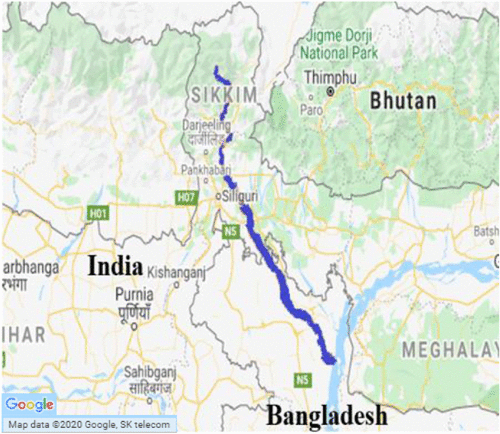 Jigme Dorji
National Park
Thimphu
Paro
Bhutan
SIKKIM
Darjeeling
दार्जीलिङ्ग
Pankhabari
Siliguri
H07
H01
N5
Batsh
arbhanga
रभंगा
India
Kishanganj
Purnia
पूर्णियाँ
IHAR
Sahibganj
साहिबगंज
MEGHALAY
N5
Bangladesh
Google
Map data ©2020 Google, SK telecom